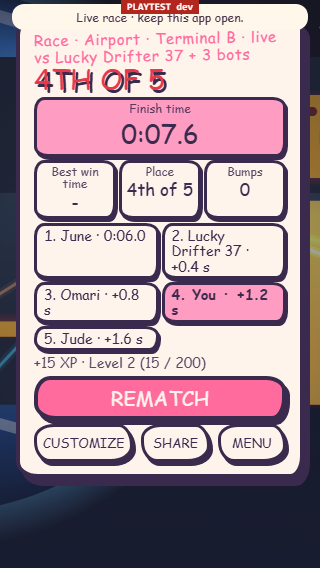 PLAYTEST dev
Live race · keep this app open.
Race · Airport · Terminal B · live
vs Lucky Drifter 37 + 3 bots
4TH OF 5
Finish time
0:07.6
Best win
time
-
Place
4th of 5
Bumps
0
1. June · 0:06.0
2. Lucky
Drifter 37 ·
+0.4 s
3. Omari · +0.8
s
4. You · +1.2
s
5. Jude · +1.6 s
+15 XP · Level 2 (15 / 200)
REMATCH
CUSTOMIZE
SHARE
MENU